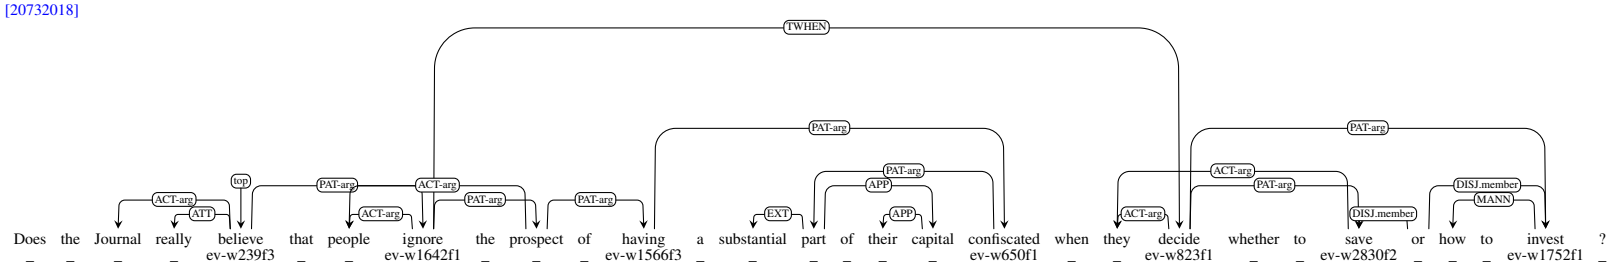 [20732018]
TWHEN
PAT-arg PAT-arg
top PAT-arg ACT-arg
PAT-arg ACT-arg APP PAT-arg DISJ.member
ACT-arg PAT-arg PAT-arg MANN
ATT ACT-arg EXT APP ACT-arg DISJ.member
Does the Journal really believe that people ignore the prospect of having a substantial part of their capital confiscated when they decide whether to save or how to invest ?
_ _ _ _ ev-w239f3 _ _ ev-w1642f1 _ _ _ ev-w1566f3 _ _ _ _ _ _ ev-w650f1 _ _ ev-w823f1 _ _ ev-w2830f2 _ _ _ ev-w1752f1 _